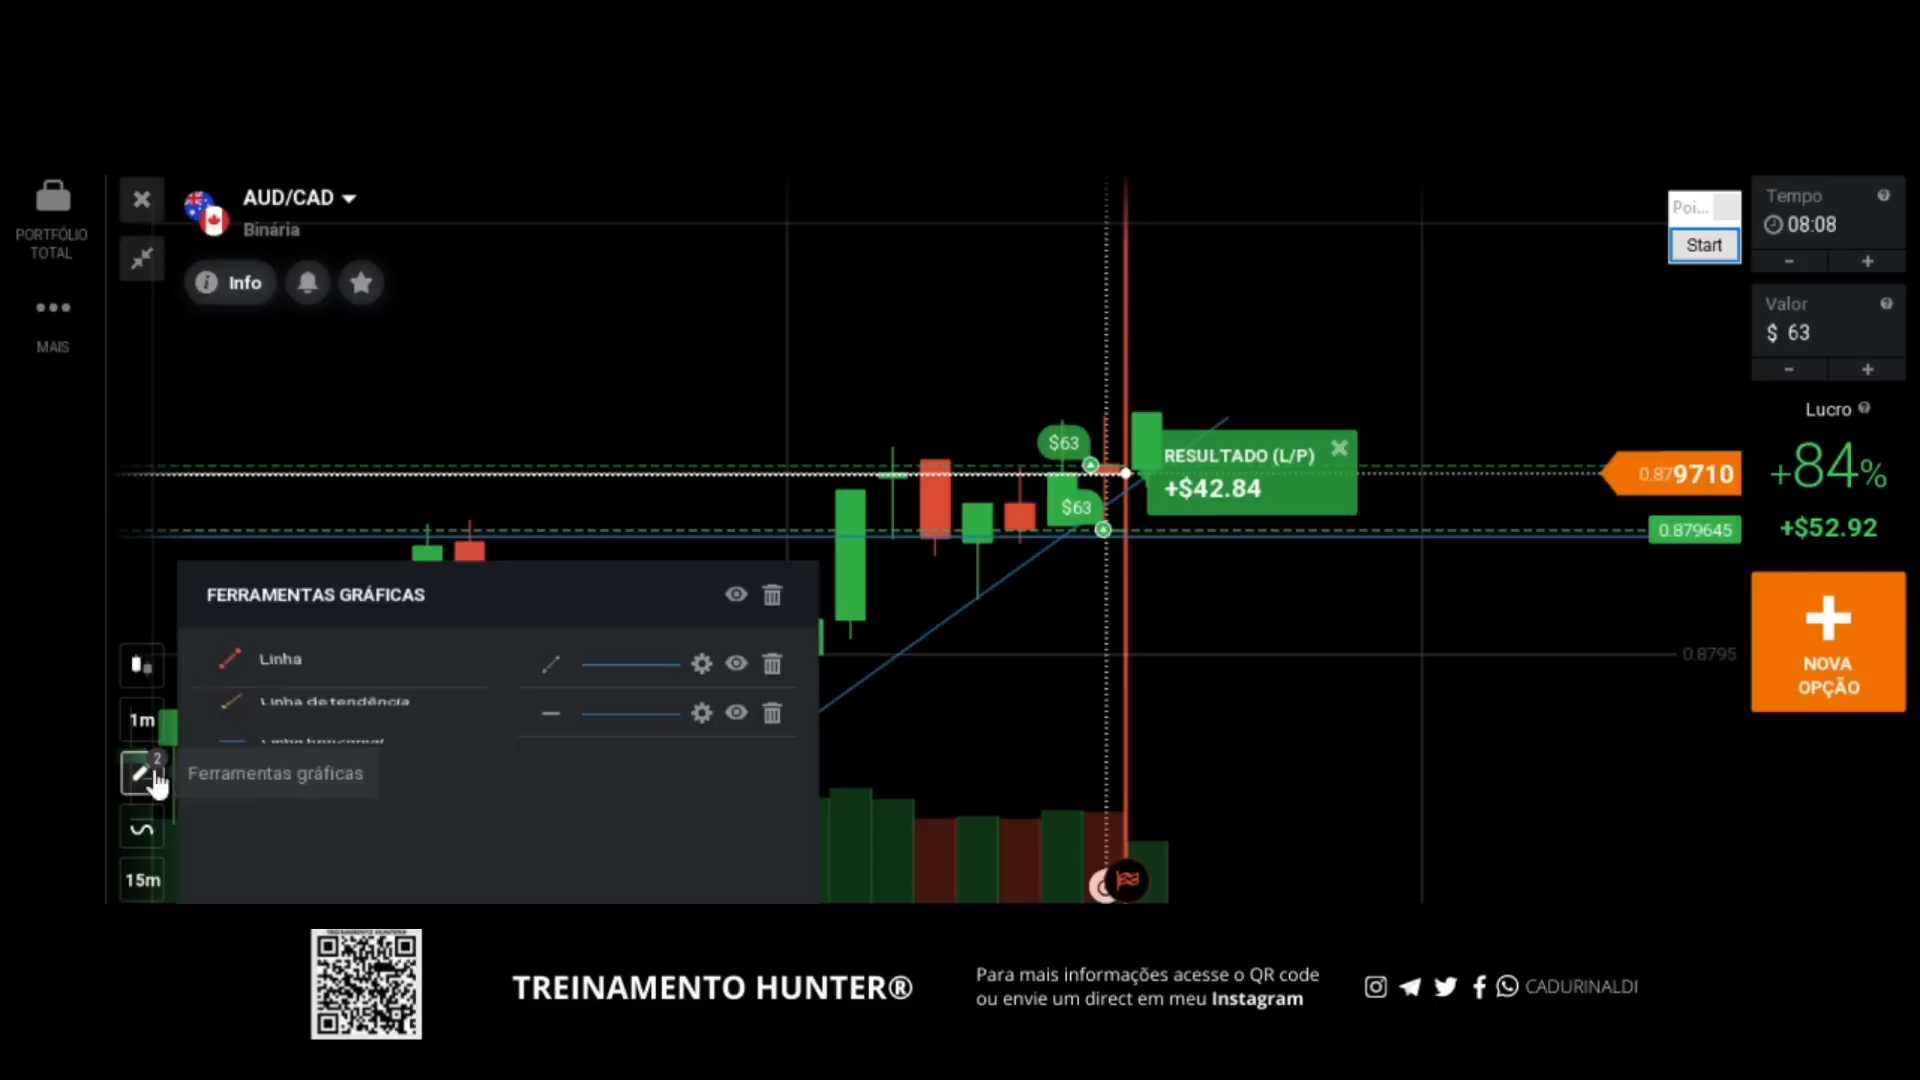 PORTFÓLIO
TOTAL
MAIS
AUD/CAD
Binária
Info
Poi...
Start
Tempo
08:08
- +
Valor
$ 63
- +
Lucro
+84%
+$52.92
NOVA
OPÇÃO
$63
$63
RESULTADO (L/P)
+$42.84
0.879710
0.879645
0.8795
FERRAMENTAS GRÁFICAS
Linha
Linha de tendência
Linha horizontal
1m
2
Ferramentas gráficas
15m
TREINAMENTO HUNTER®
Para mais informações acesse o QR code
ou envie um direct em meu Instagram
CADURINALDI